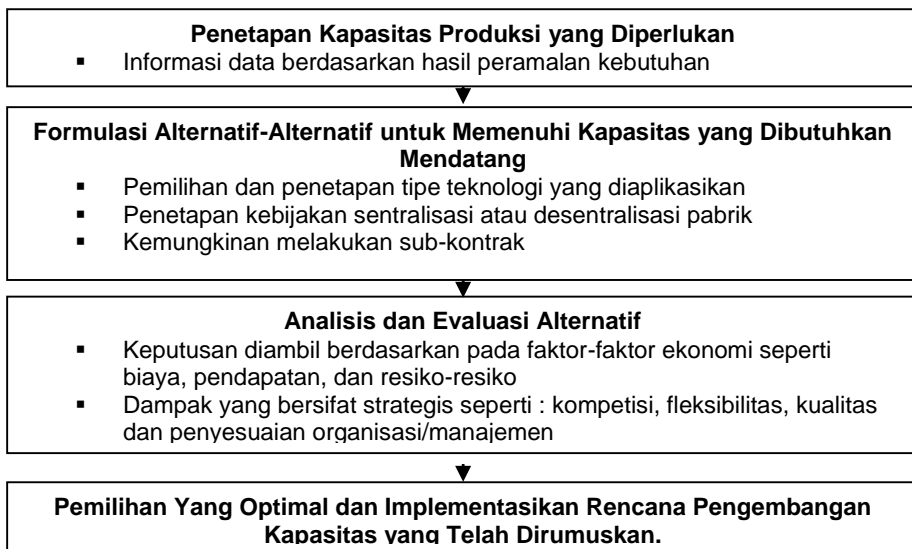 Penetapan Kapasitas Produksi yang Diperlukan
▪ Informasi data berdasarkan hasil peramalan kebutuhan
Formulasi Alternatif-Alternatif untuk Memenuhi Kapasitas yang Dibutuhkan
Mendatang
▪ Pemilihan dan penetapan tipe teknologi yang diaplikasikan
▪ Penetapan kebijakan sentralisasi atau desentralisasi pabrik
▪ Kemungkinan melakukan sub-kontrak
Analisis dan Evaluasi Alternatif
▪ Keputusan diambil berdasarkan pada faktor-faktor ekonomi seperti
biaya, pendapatan, dan resiko-resiko
▪ Dampak yang bersifat strategis seperti : kompetisi, fleksibilitas, kualitas
dan penyesuaian organisasi/manajemen
Pemilihan Yang Optimal dan Implementasikan Rencana Pengembangan
Kapasitas yang Telah Dirumuskan.